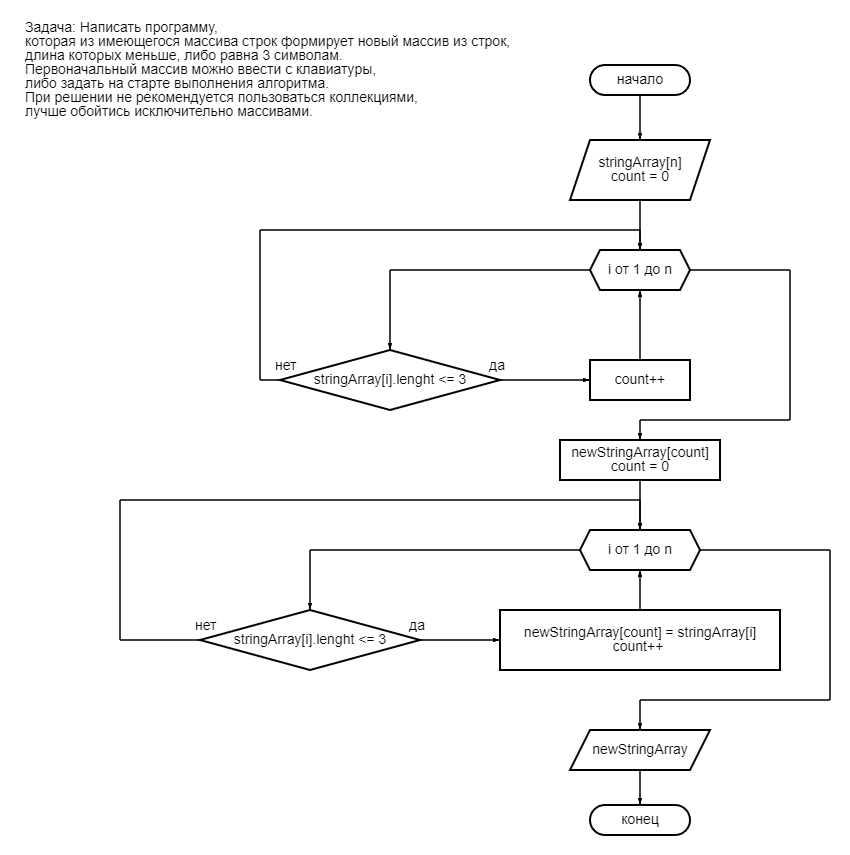 Задача: Написать программу,
которая из имеющегося массива строк формирует новый массив из строк,
длина которых меньше, либо равна 3 символам.
Первоначальный массив можно ввести с клавиатуры,
либо задать на старте выполнения алгоритма.
При решении не рекомендуется пользоваться коллекциями,
лучше обойтись исключительно массивами.
начало
stringArray[n]
count = 0
i от 1 до n
нет
да
stringArray[i].lenght <= 3
count++
newStringArray[count]
count = 0
i от 1 до n
нет
да
stringArray[i].lenght <= 3
newStringArray[count] = stringArray[i]
count++
newStringArray
конец